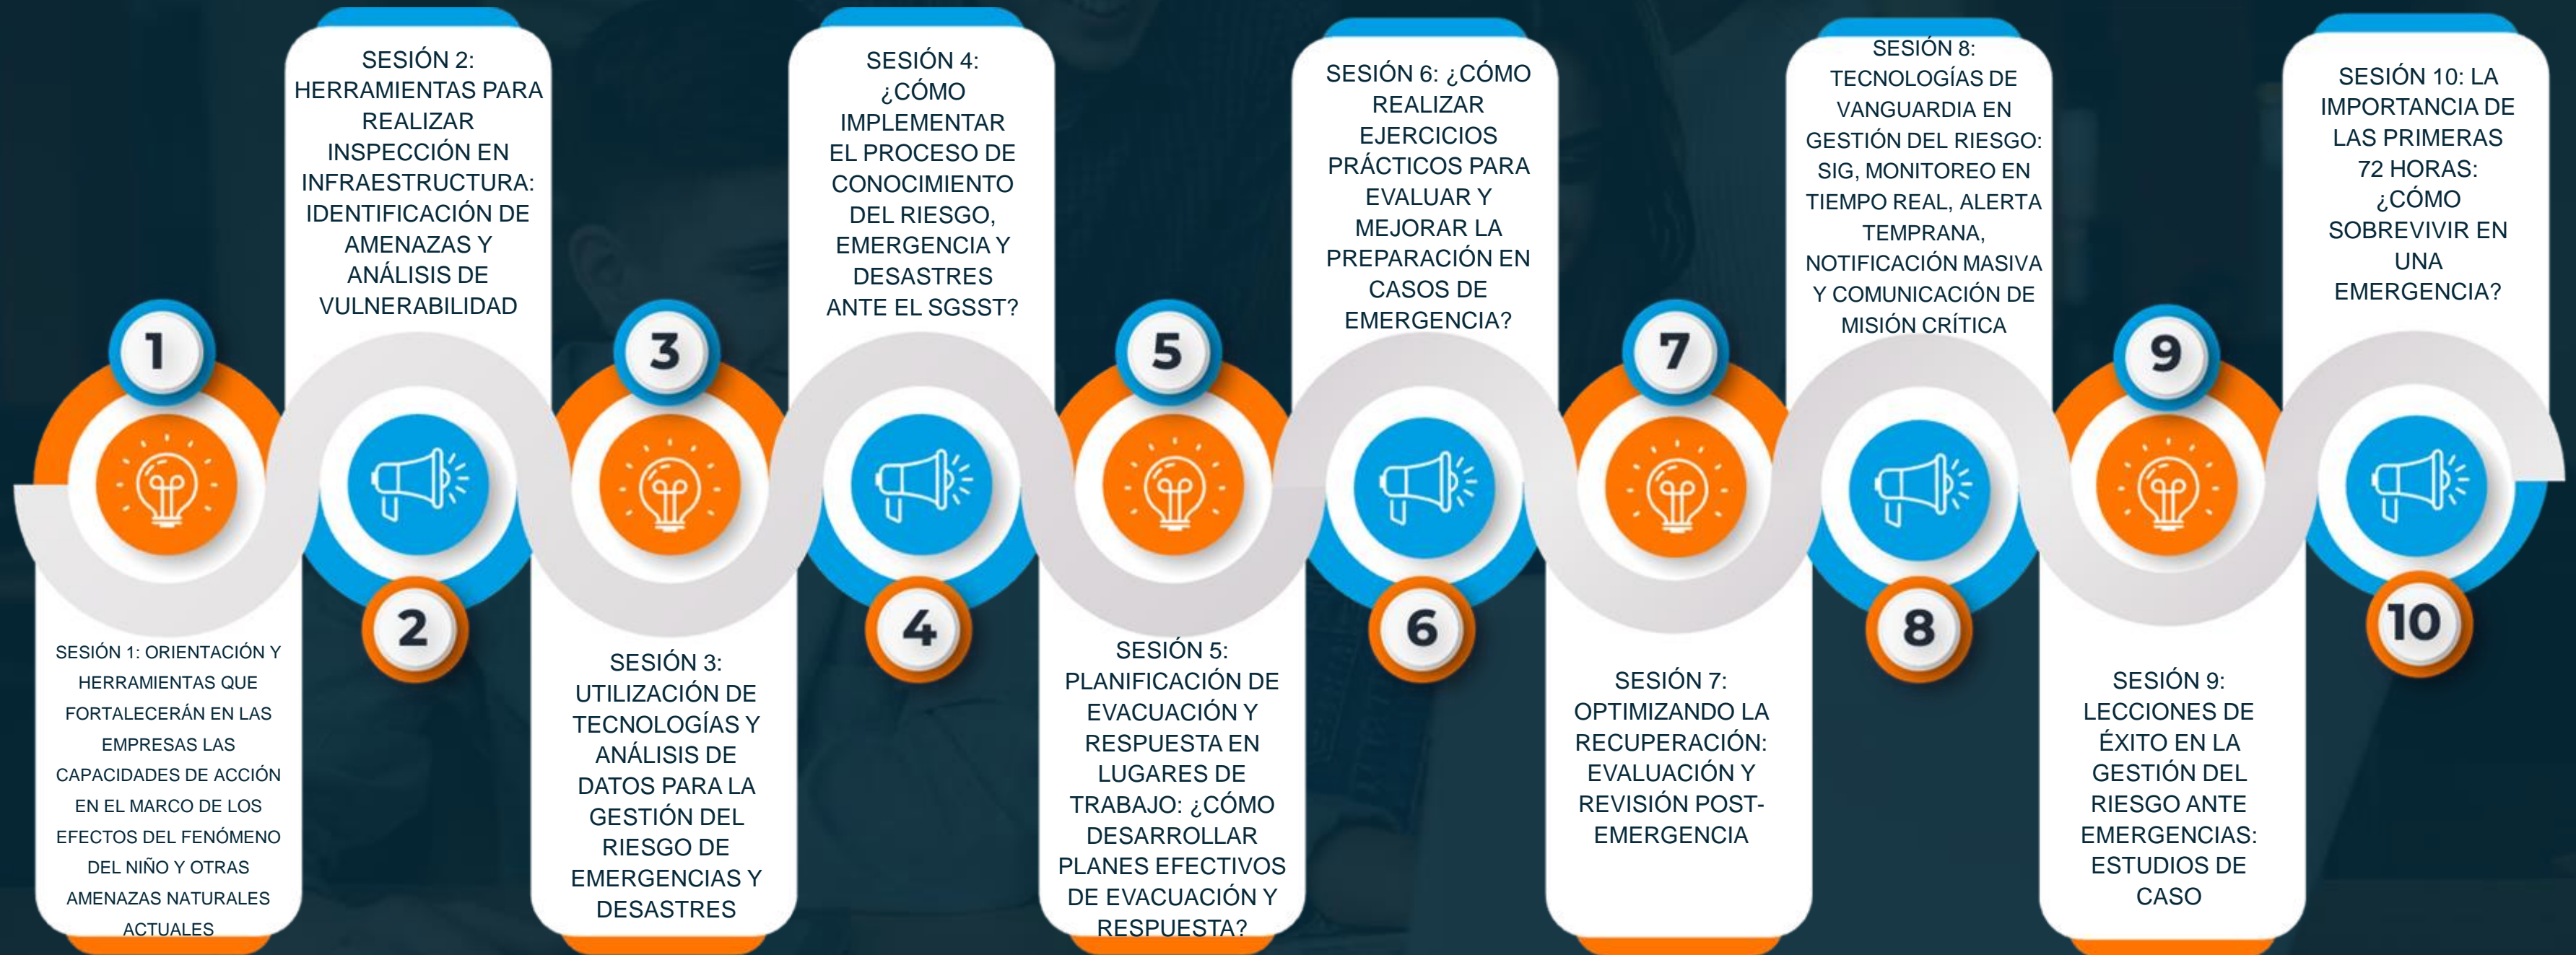 SESIÓN 1: ORIENTACIÓN Y
HERRAMIENTAS QUE
FORTALECERÁN EN LAS
EMPRESAS LAS
CAPACIDADES DE ACCIÓN
EN EL MARCO DE LOS
EFECTOS DEL FENÓMENO
DEL NIÑO Y OTRAS
AMENAZAS NATURALES
ACTUALES
1
SESIÓN 2:
HERRAMIENTAS PARA
REALIZAR
INSPECCIÓN EN
INFRAESTRUCTURA:
IDENTIFICACIÓN DE
AMENAZAS Y
ANÁLISIS DE
VULNERABILIDAD
2
3
SESIÓN 3:
UTILIZACIÓN DE
TECNOLOGÍAS Y
ANÁLISIS DE
DATOS PARA LA
GESTIÓN DEL
RIESGO DE
EMERGENCIAS Y
DESASTRES
SESIÓN 4:
¿CÓMO
IMPLEMENTAR
EL PROCESO DE
CONOCIMIENTO
DEL RIESGO,
EMERGENCIA Y
DESASTRES
ANTE EL SGSST?
4
5
SESIÓN 5:
PLANIFICACIÓN DE
EVACUACIÓN Y
RESPUESTA EN
LUGARES DE
TRABAJO: ¿CÓMO
DESARROLLAR
PLANES EFECTIVOS
DE EVACUACIÓN Y
RESPUESTA?
SESIÓN 6: ¿CÓMO
REALIZAR
EJERCICIOS
PRÁCTICOS PARA
EVALUAR Y
MEJORAR LA
PREPARACIÓN EN
CASOS DE
EMERGENCIA?
6
7
SESIÓN 7:
OPTIMIZANDO LA
RECUPERACIÓN:
EVALUACIÓN Y
REVISIÓN POST-
EMERGENCIA
SESIÓN 8:
TECNOLOGÍAS DE
VANGUARDIA EN
GESTIÓN DEL RIESGO:
SIG, MONITOREO EN
TIEMPO REAL, ALERTA
TEMPRANA,
NOTIFICACIÓN MASIVA
Y COMUNICACIÓN DE
MISIÓN CRÍTICA
8
9
SESIÓN 9:
LECCIONES DE
ÉXITO EN LA
GESTIÓN DEL
RIESGO ANTE
EMERGENCIAS:
ESTUDIOS DE
CASO
SESIÓN 10: LA
IMPORTANCIA DE
LAS PRIMERAS
72 HORAS:
¿CÓMO
SOBREVIVIR EN
UNA
EMERGENCIA?
10